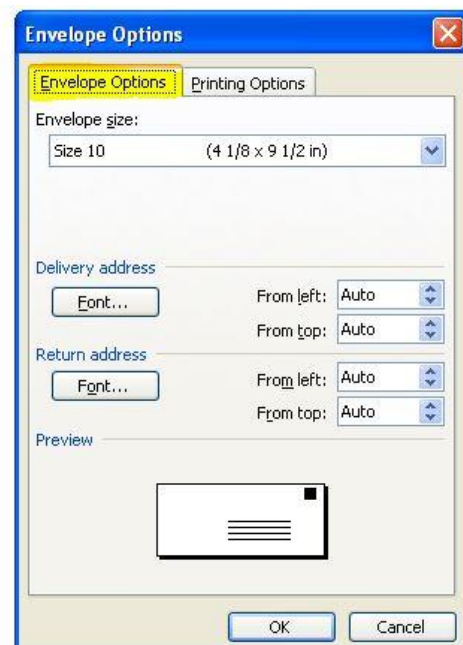 Envelope Options
Envelope Options Printing Options
Envelope size:
Size 10 (4 1/8 x 9 1/2 in)
Delivery address
Font... From left: Auto
From top: Auto
Return address
Font... From left: Auto
From top: Auto
Preview
OK Cancel